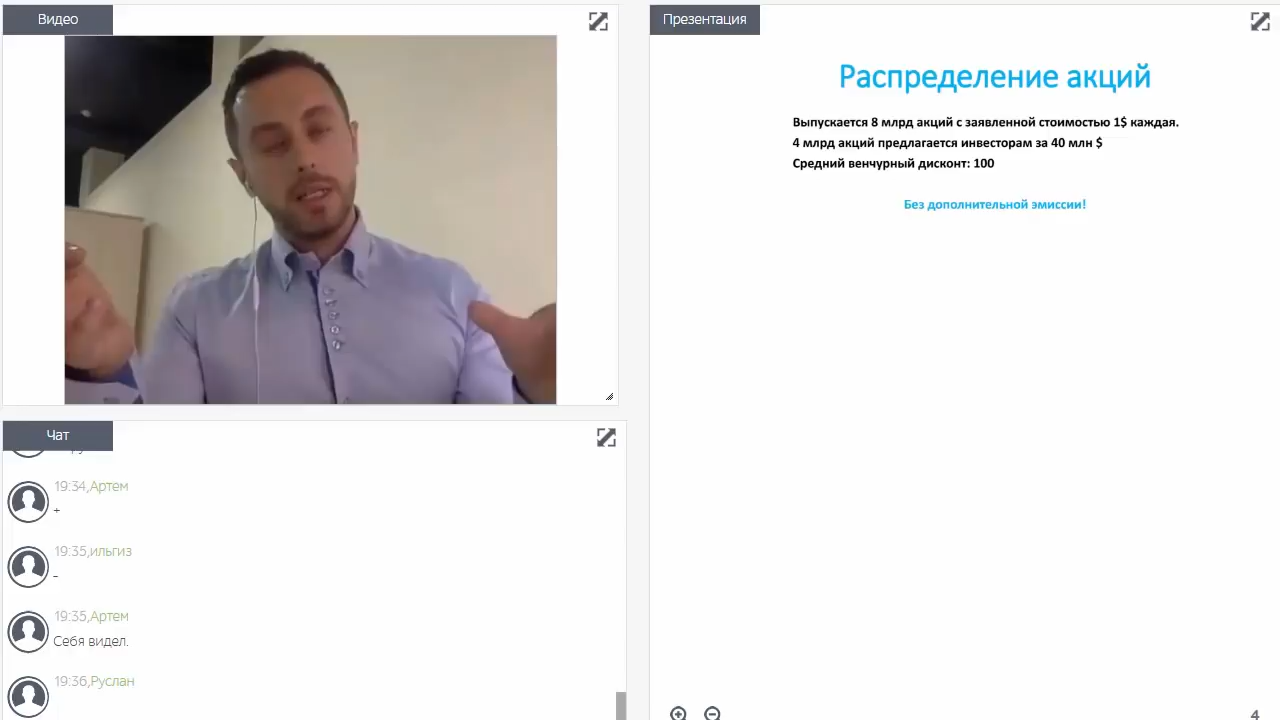 Видео
Презентация
Распределение акций
Выпускается 8 млрд акций с заявленной стоимостью 1$ каждая.
4 млрд акций предлагается инвесторам за 40 млн $
Средний венчурный дисконт: 100
Без дополнительной эмиссии!
4
Чат
19:34,Артем
+
19:35,ильгиз
-
19:35,Артем
Себя видел.
19:36,Руслан